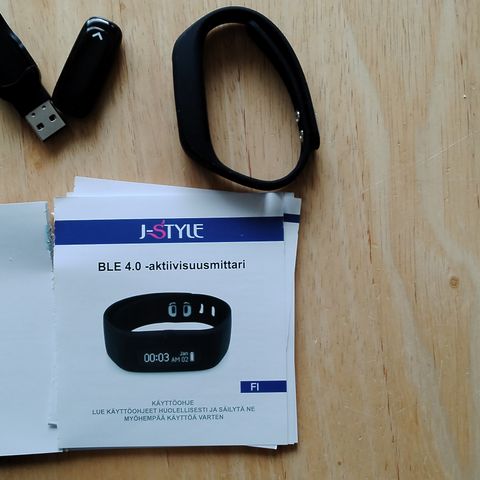 J-STYLE
BLE 4.0 -aktiivisuusmittari
00:03
Jan
AM 02
FI
KÄYTTÖOHJE
LUE KÄYTTÖOHJEET HUOLELLISESTI JA SÄILYTÄ NE
MYÖHEMPÄÄ KÄYTTÖÄ VARTEN